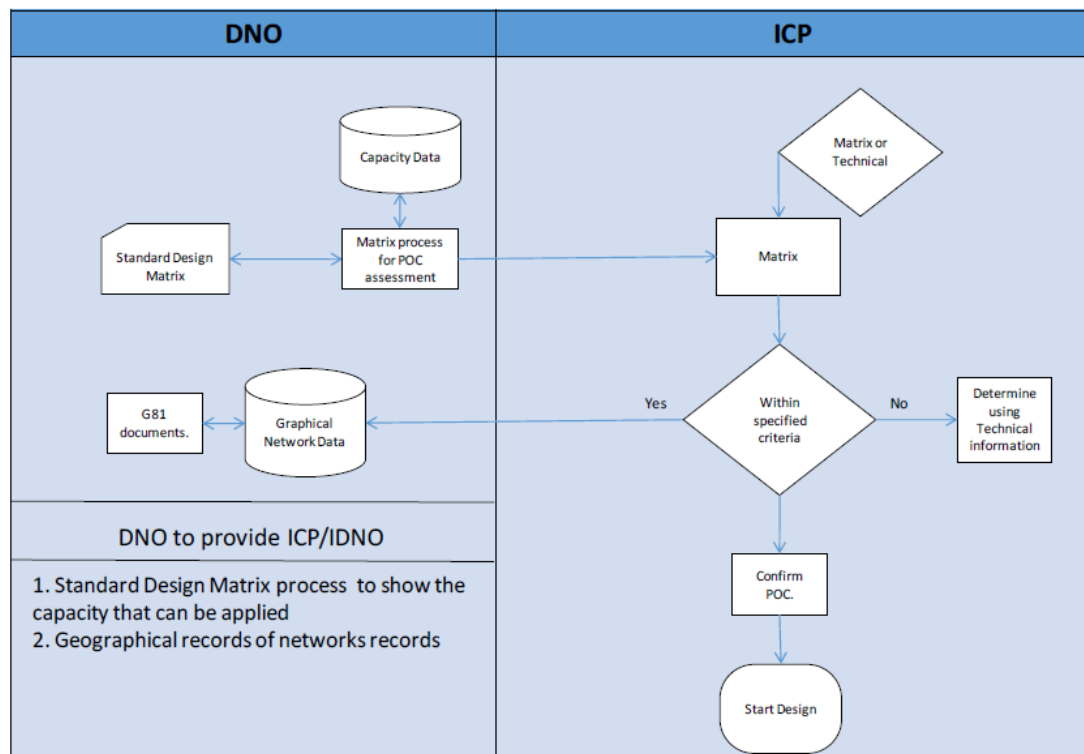 DNO
ICP
Capacity Data
Matrix or
Technical
Standard Design
Matrix
Matrix process
for POC
assessment
Matrix
G81
documents.
Graphical
Network Data
Yes
Within
specified
criteria
No
Determine
using
Technical
information
DNO to provide ICP/IDNO
1. Standard Design Matrix process to show the
capacity that can be applied
2. Geographical records of networks records
Confirm
POC.
Start Design